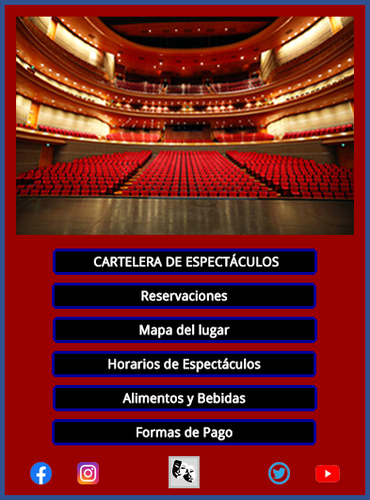 CARTELERA DE ESPECTÁCULOS
Reservaciones
Mapa del lugar
Horarios de Espectáculos
Alimentos y Bebidas
Formas de Pago